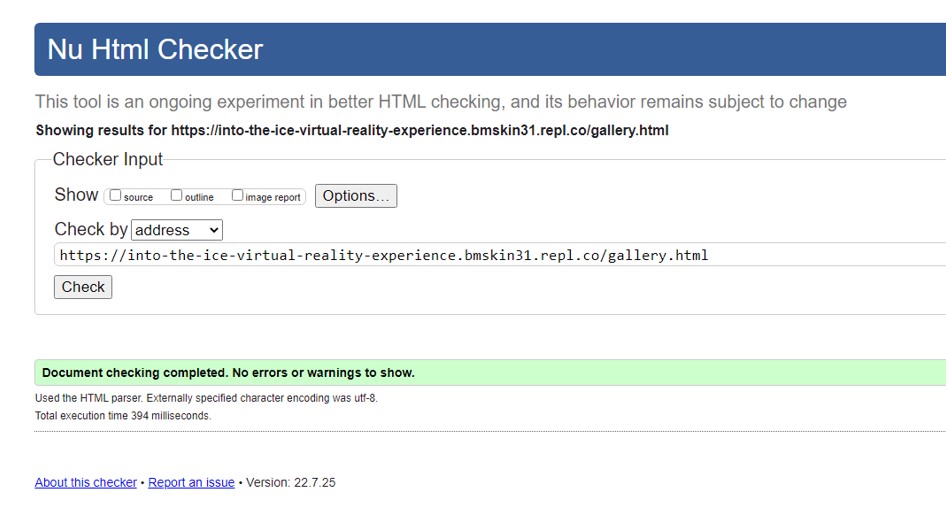 Nu Html Checker
This tool is an ongoing experiment in better HTML checking, and its behavior remains subject to change
Showing results for https://into-the-ice-virtual-reality-experience.bmskin31.repl.co/gallery.html
Checker Input
Show source outline image report Options...
Check by address
https://into-the-ice-virtual-reality-experience.bmskin31.repl.co/gallery.html
Check
Document checking completed. No errors or warnings to show.
Used the HTML parser. Externally specified character encoding was utf-8.
Total execution time 394 milliseconds.
About this checker • Report an issue • Version: 22.7.25